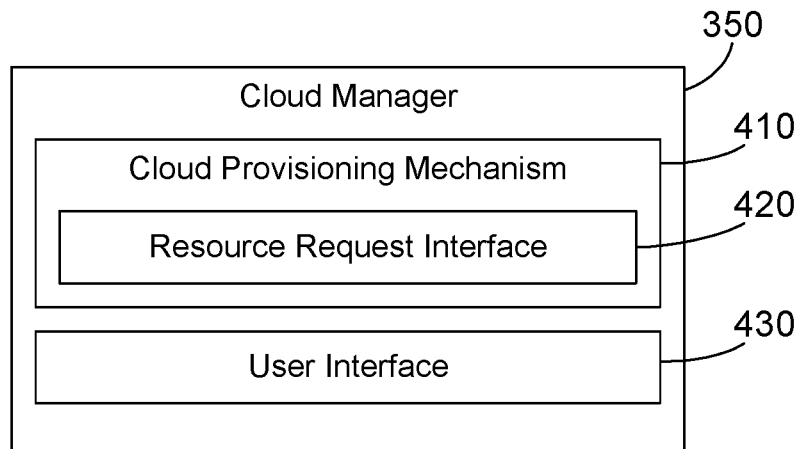 350
Cloud Manager
410
Cloud Provisioning Mechanism
420
Resource Request Interface
430
User Interface